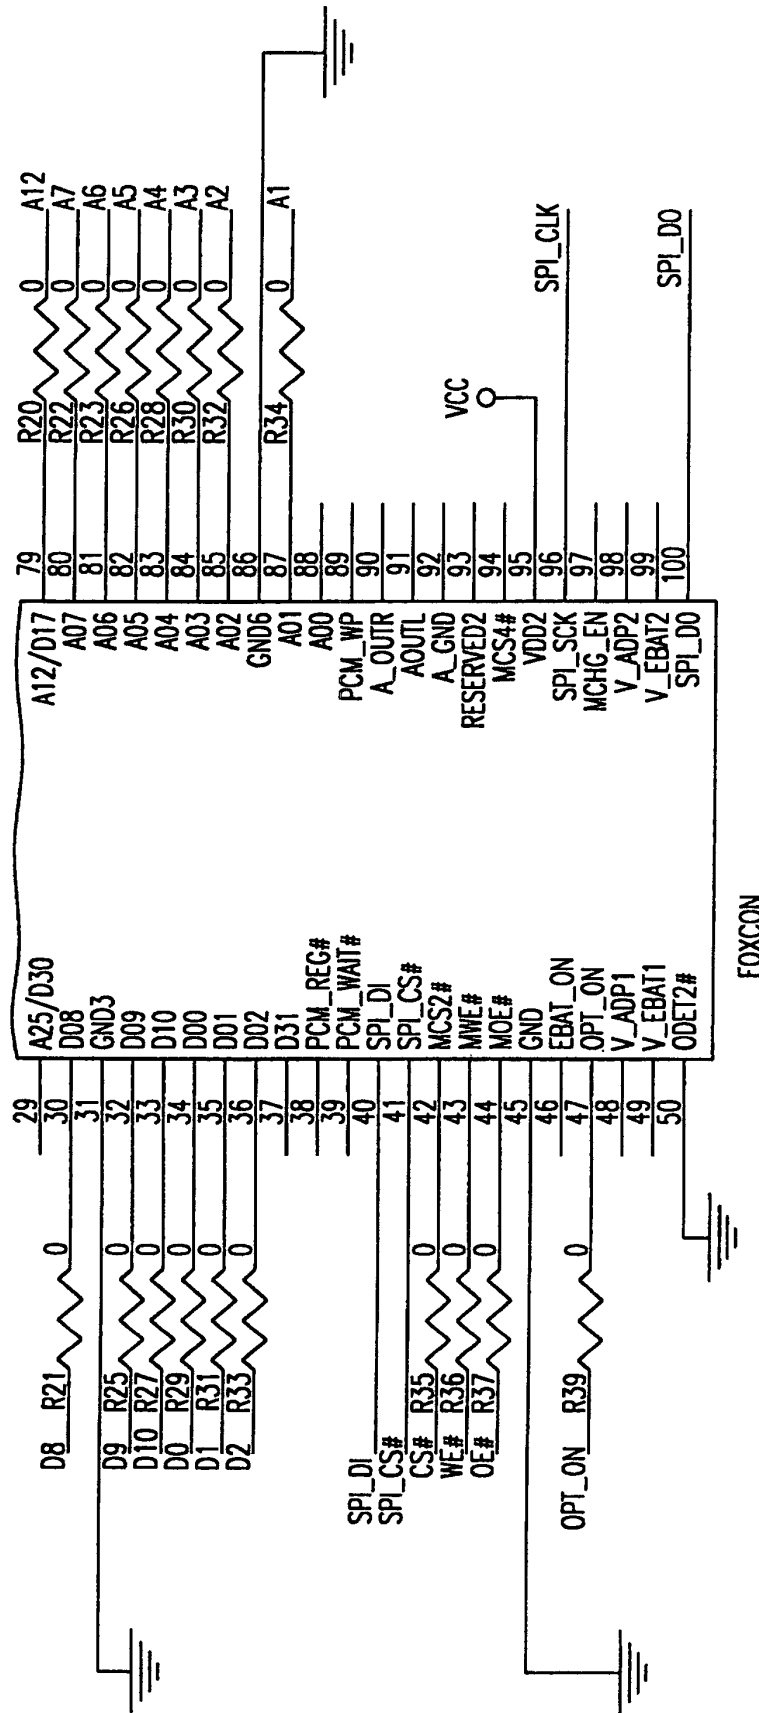 29 A25/D30 A12/D17 79 R20 0 A12
D8 R21 0 30 D08 A07 80 R22 0 A7
31 GND3 A06 81 R23 0 A6
D9 R25 0 32 D09 A05 82 R26 0 A5
D10 R27 0 33 D10 A04 83 R28 0 A4
D0 R29 0 34 D00 A03 84 R30 0 A3
D1 R31 0 35 D01 A02 85 R32 0 A2
D2 R33 0 36 D02 GND6 86
37 D31 A01 87 R34 0 A1
38 PCM_REG# A00 88
39 PCM_WAIT# PCM_WP 89
SPI_DI 40 SPI_DI A_OUTR 90
SPI_CS# 41 SPI_CS# AOUTL 91
CS# R35 0 42 MCS2# A_GND 92
WE# R36 0 43 MWE# RESERVED2 93
OE# R37 0 44 MOE# MCS4# 94
45 GND VDD2 95 VCC
46 EBAT_ON SPI_SCK 96 SPI_CLK
OPT_ON R39 0 47 OPT_ON MCHG_EN 97
48 V_ADP1 V_ADP2 98
49 V_EBAT1 V_EBAT2 99
50 ODET2# SPI_DO 100 SPI_DO
FOXCON